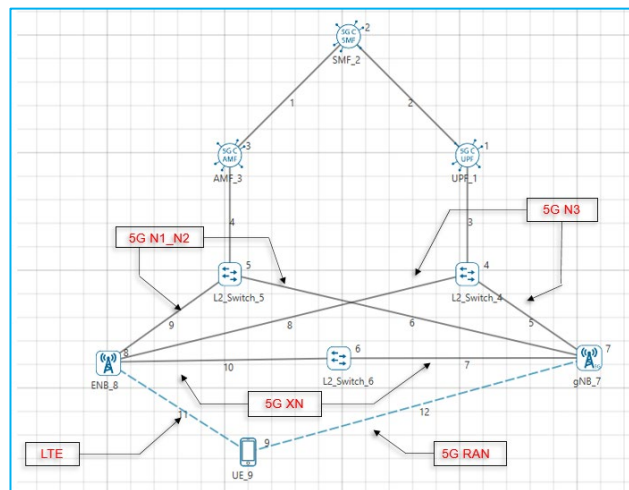 5G C
SMF
2
SMF_2
1
2
5G C
AMF
3
AMF_3
5G C
UPF
1
UPF_1
4
3
5G N1_N2
5G N3
5
L2_Switch_5
4
L2_Switch_4
9
8
6
5
8
ENB_8
10
6
L2_Switch_6
7
7
gNB_7
5G XN
11
12
LTE
9
UE_9
5G RAN